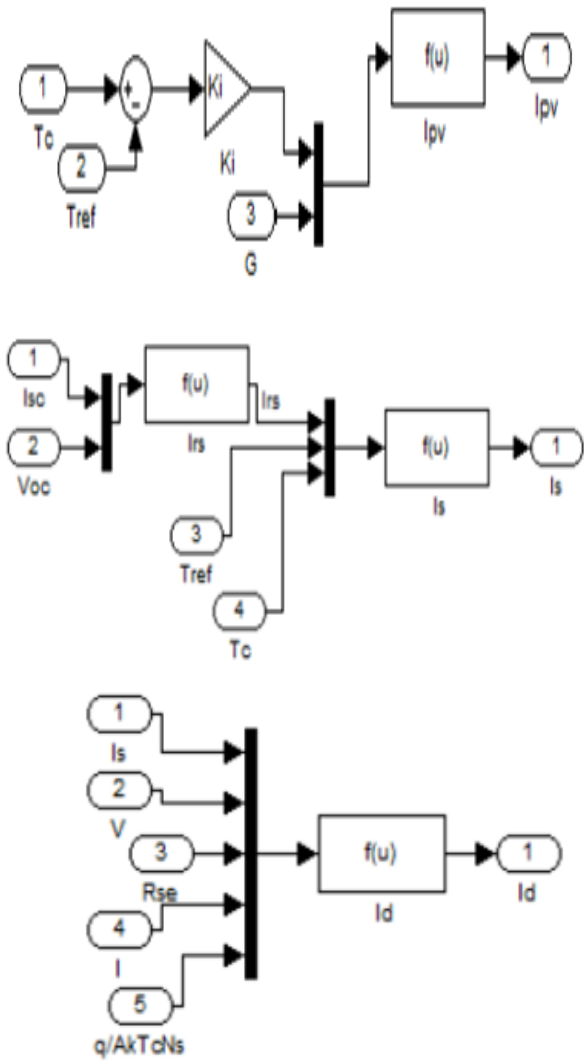 f(u)
1
Ipv
Ipv
1
Tc
+
−
Ki
Ki
2
Tref
3
G
1
Isc
f(u)
Irs
Irs
2
Voc
f(u)
Is
1
Is
3
Tref
4
Tc
1
Is
2
V
3
Rse
f(u)
Id
1
Id
4
I
5
q/AkTcNs